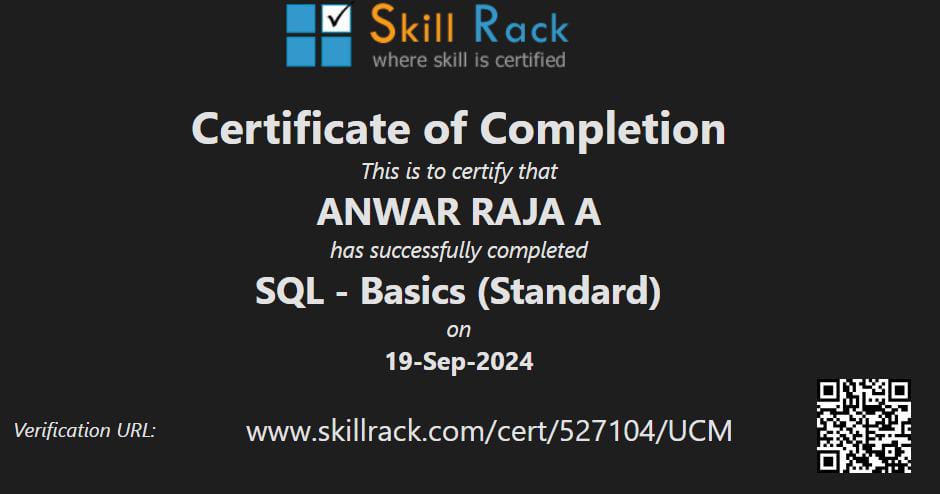 Skill Rack
where skill is certified
Certificate of Completion
This is to certify that
ANWAR RAJA A
has successfully completed
SQL - Basics (Standard)
on
19-Sep-2024
Verification URL: www.skillrack.com/cert/527104/UCM